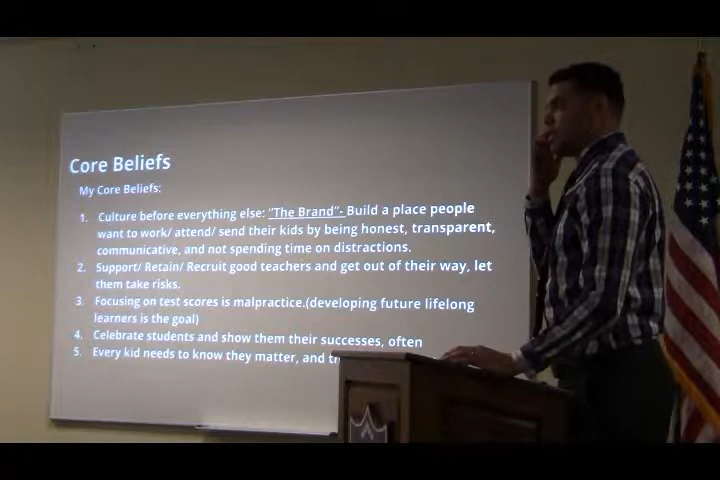 Core Beliefs
My Core Beliefs:
1. Culture before everything else: "The Brand"- Build a place people
want to work/ attend/ send their kids by being honest, transparent,
communicative, and not spending time on distractions.
2. Support/ Retain/ Recruit good teachers and get out of their way, let
them take risks.
3. Focusing on test scores is malpractice.(developing future lifelong
learners is the goal)
4. Celebrate students and show them their successes, often
5. Every kid needs to know they matter, and